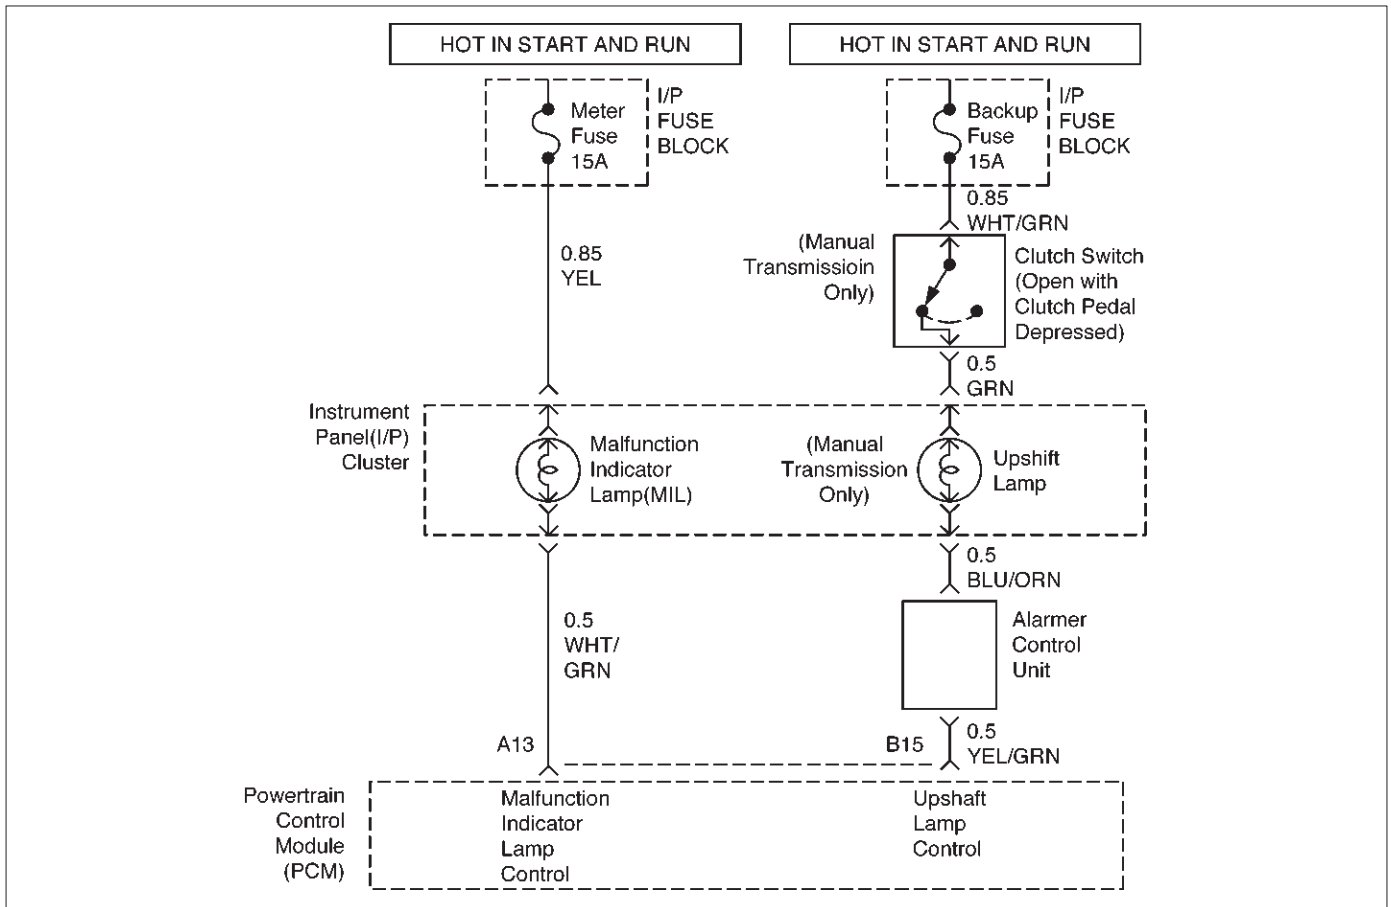 HOT IN START AND RUN
HOT IN START AND RUN
Meter
Fuse
15A
I/P
FUSE
BLOCK
Backup
Fuse
15A
I/P
FUSE
BLOCK
0.85
YEL
0.85
WHT/GRN
(Manual
Transmissioin
Only)
Clutch Switch
(Open with
Clutch Pedal
Depressed)
0.5
GRN
Instrument
Panel(I/P)
Cluster
Malfunction
Indicator
Lamp(MIL)
(Manual
Transmission
Only)
Upshift
Lamp
0.5
BLU/ORN
0.5
WHT/
GRN
Alarmer
Control
Unit
A13
B15
0.5
YEL/GRN
Powertrain
Control
Module
(PCM)
Malfunction
Indicator
Lamp
Control
Upshaft
Lamp
Control